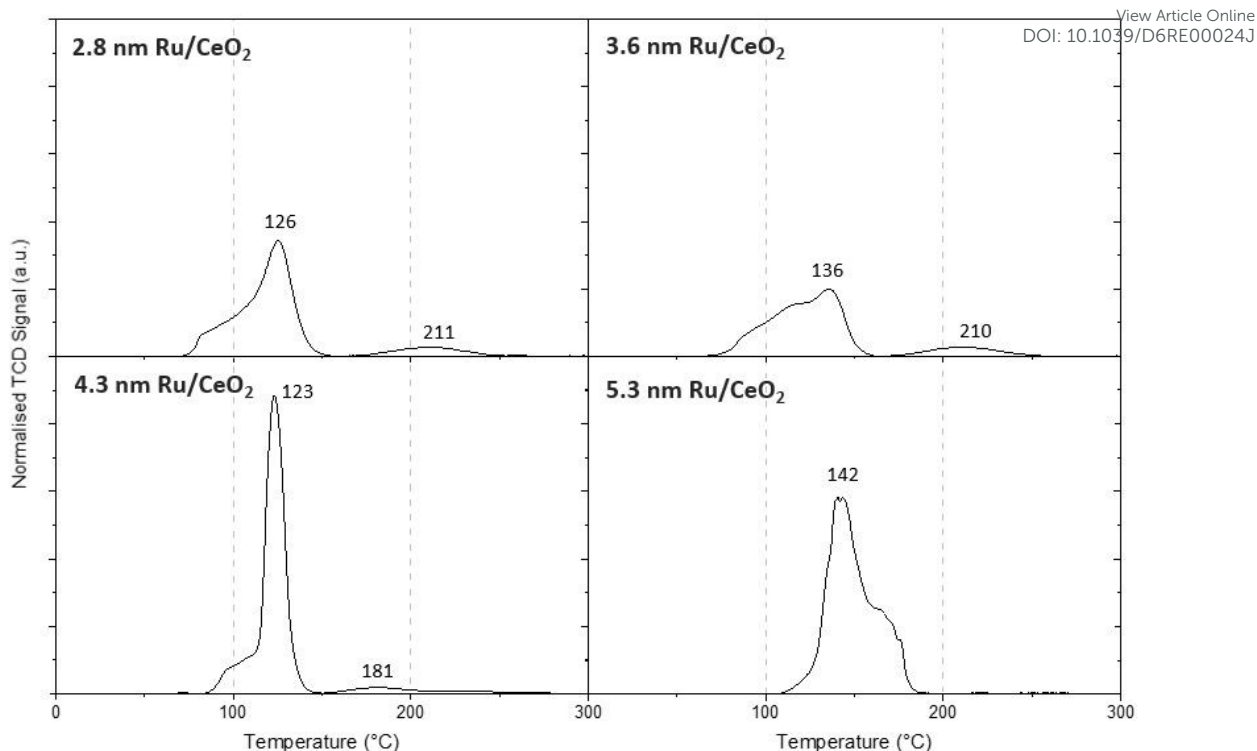 View Article Online
DOI: 10.1039/D6RE00024J
2.8 nm Ru/CeO₂
126
211
3.6 nm Ru/CeO₂
136
210
4.3 nm Ru/CeO₂
123
181
5.3 nm Ru/CeO₂
142
Normalised TCD Signal (a.u.)
0
100
200
300
100
200
300
Temperature (°C)
Temperature (°C)